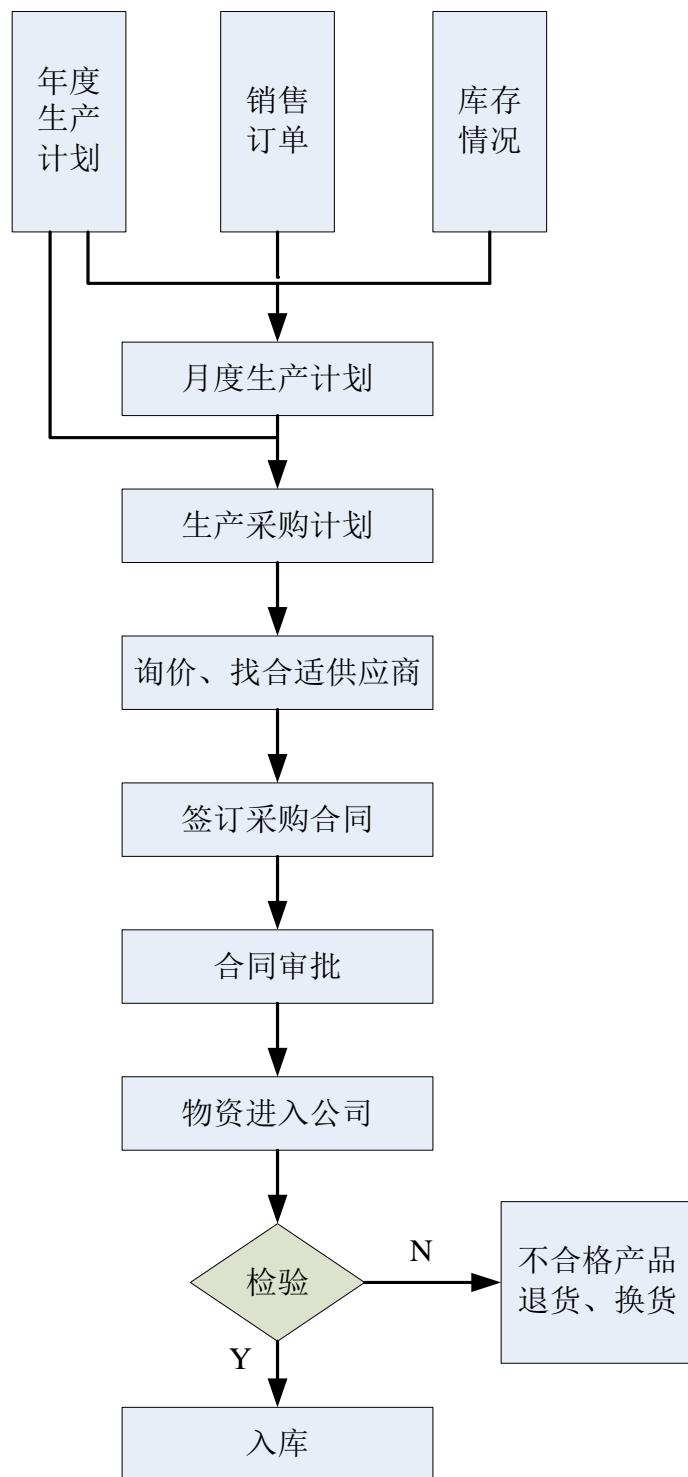 年度
生产
计划
销售
订单
库存
情况
月度生产计划
生产采购计划
询价、找合适供应商
签订采购合同
合同审批
物资进入公司
检验
N
不合格产品
退货、换货
Y
入库